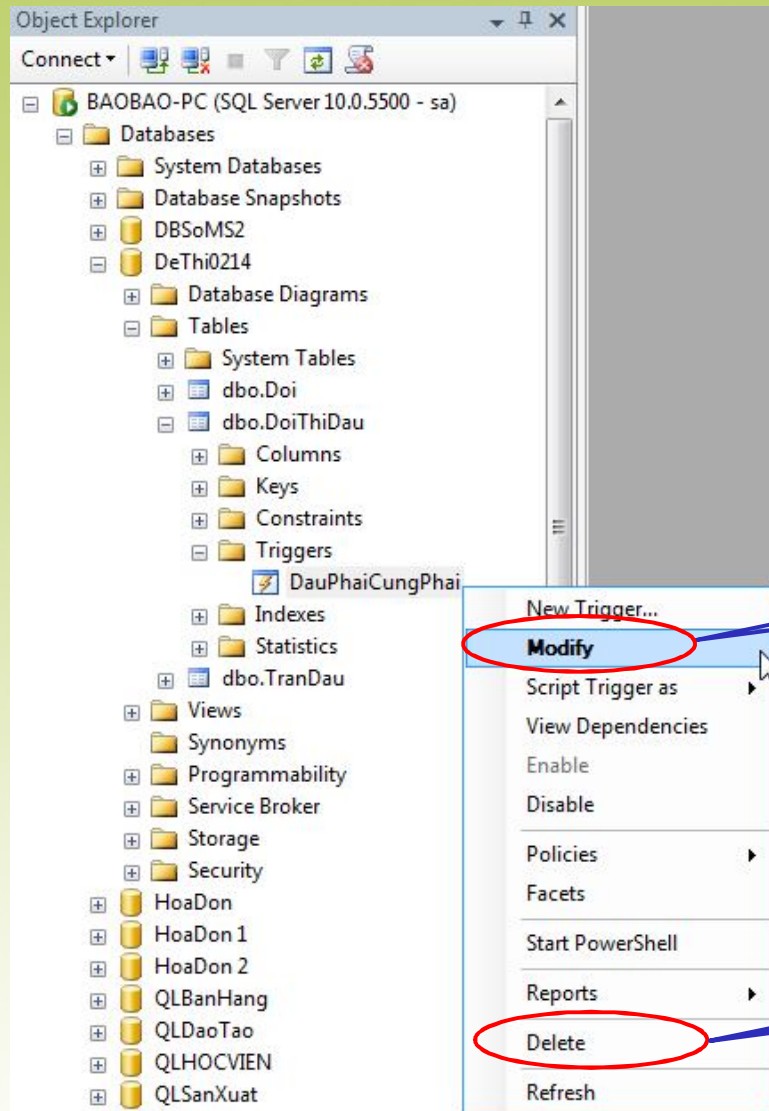 Object Explorer
Connect
BAOBAO-PC (SQL Server 10.0.5500 - sa)
Databases
System Databases
Database Snapshots
DBSoMS2
DeThi0214
Database Diagrams
Tables
System Tables
dbo.Doi
dbo.DoiThiDau
Columns
Keys
Constraints
Triggers
DauPhaiCungPhai
Indexes
Statistics
dbo.TranDau
Views
Synonyms
Programmability
Service Broker
Storage
Security
HoaDon
HoaDon 1
HoaDon 2
QLBanHang
QLDaoTao
QLHOCVIEN
QLSanXuat
New Trigger...
Modify
Script Trigger as
View Dependencies
Enable
Disable
Policies
Facets
Start PowerShell
Reports
Delete
Refresh